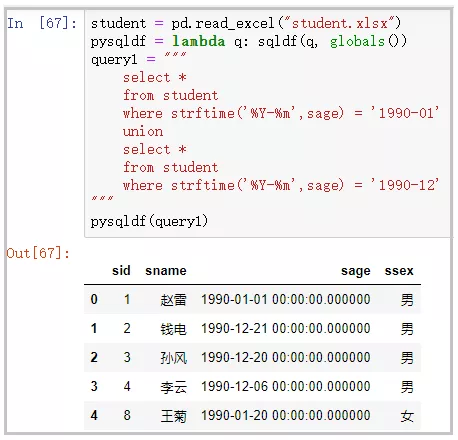 In [67]: student = pd.read_excel("student.xlsx")
pysqldf = lambda q: sqldf(q, globals())
query1 = """
select *
from student
where strftime('%Y-%m',sage) = '1990-01'
union
select *
from student
where strftime('%Y-%m',sage) = '1990-12'
"""
pysqldf(query1)
Out[67]:
sid sname sage ssex
0 1 赵雷 1990-01-01 00:00:00.000000 男
1 2 钱电 1990-12-21 00:00:00.000000 男
2 3 孙风 1990-12-20 00:00:00.000000 男
3 4 李云 1990-12-06 00:00:00.000000 男
4 8 王菊 1990-01-20 00:00:00.000000 女